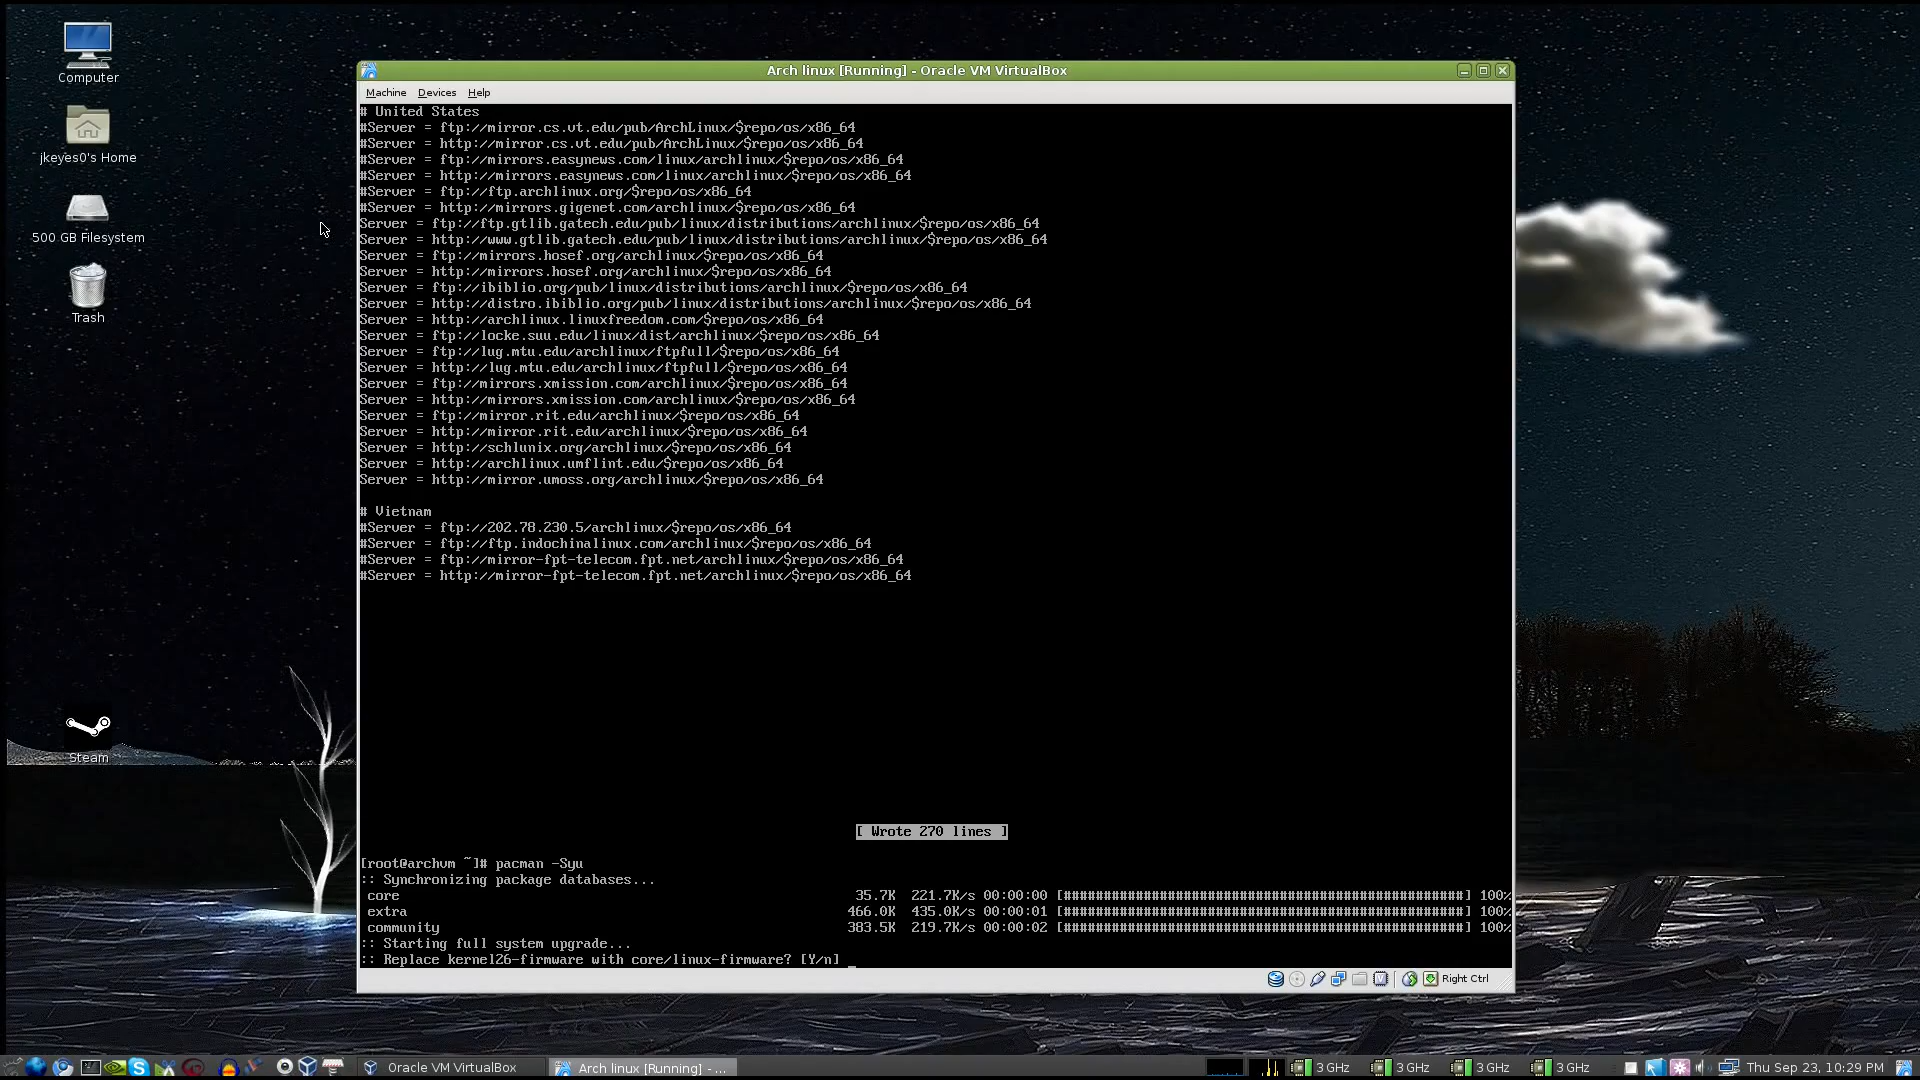 Computer
jkeyes0's Home
500 GB Filesystem
Trash
Steam
Arch linux [Running] - Oracle VM VirtualBox
Machine Devices Help
# United States
#Server = ftp://mirror.cs.vt.edu/pub/ArchLinux/$repo/os/x86_64
#Server = http://mirror.cs.vt.edu/pub/ArchLinux/$repo/os/x86_64
#Server = ftp://mirrors.easynews.com/linux/archlinux/$repo/os/x86_64
#Server = http://mirrors.easynews.com/linux/archlinux/$repo/os/x86_64
#Server = ftp://ftp.archlinux.org/$repo/os/x86_64
#Server = http://mirrors.gigenet.com/archlinux/$repo/os/x86_64
Server = ftp://ftp.gtlib.gatech.edu/pub/linux/distributions/archlinux/$repo/os/x86_64
Server = http://www.gtlib.gatech.edu/pub/linux/distributions/archlinux/$repo/os/x86_64
Server = ftp://mirrors.hosef.org/archlinux/$repo/os/x86_64
Server = http://mirrors.hosef.org/archlinux/$repo/os/x86_64
Server = ftp://ibiblio.org/pub/linux/distributions/archlinux/$repo/os/x86_64
Server = http://distro.ibiblio.org/pub/linux/distributions/archlinux/$repo/os/x86_64
Server = http://archlinux.linuxfreedom.com/$repo/os/x86_64
Server = ftp://locke.suu.edu/linux/dist/archlinux/$repo/os/x86_64
Server = ftp://lug.mtu.edu/archlinux/ftpfull/$repo/os/x86_64
Server = http://lug.mtu.edu/archlinux/ftpfull/$repo/os/x86_64
Server = ftp://mirrors.xmission.com/archlinux/$repo/os/x86_64
Server = http://mirrors.xmission.com/archlinux/$repo/os/x86_64
Server = ftp://mirror.rit.edu/archlinux/$repo/os/x86_64
Server = http://mirror.rit.edu/archlinux/$repo/os/x86_64
Server = http://schlunix.org/archlinux/$repo/os/x86_64
Server = http://archlinux.umflint.edu/$repo/os/x86_64
Server = http://mirror.umoss.org/archlinux/$repo/os/x86_64
# Vietnam
#Server = ftp://202.78.230.5/archlinux/$repo/os/x86_64
#Server = ftp://ftp.indochinalinux.com/archlinux/$repo/os/x86_64
#Server = ftp://mirror-fpt-telecom.fpt.net/archlinux/$repo/os/x86_64
#Server = http://mirror-fpt-telecom.fpt.net/archlinux/$repo/os/x86_64
[ Wrote 270 lines ]
[root@archvm ~]# pacman -Syu
:: Synchronizing package databases...
core 35.7K 221.7K/s 00:00:00 [##################################################] 100%
extra 466.0K 435.0K/s 00:00:01 [##################################################] 100%
community 383.5K 219.7K/s 00:00:02 [##################################################] 100%
:: Starting full system upgrade...
:: Replace kernel26-firmware with core/linux-firmware? [Y/n] _
Right Ctrl
Oracle VM VirtualBox Arch linux [Running] - ... 3 GHz 3 GHz 3 GHz 3 GHz Thu Sep 23, 10:29 PM